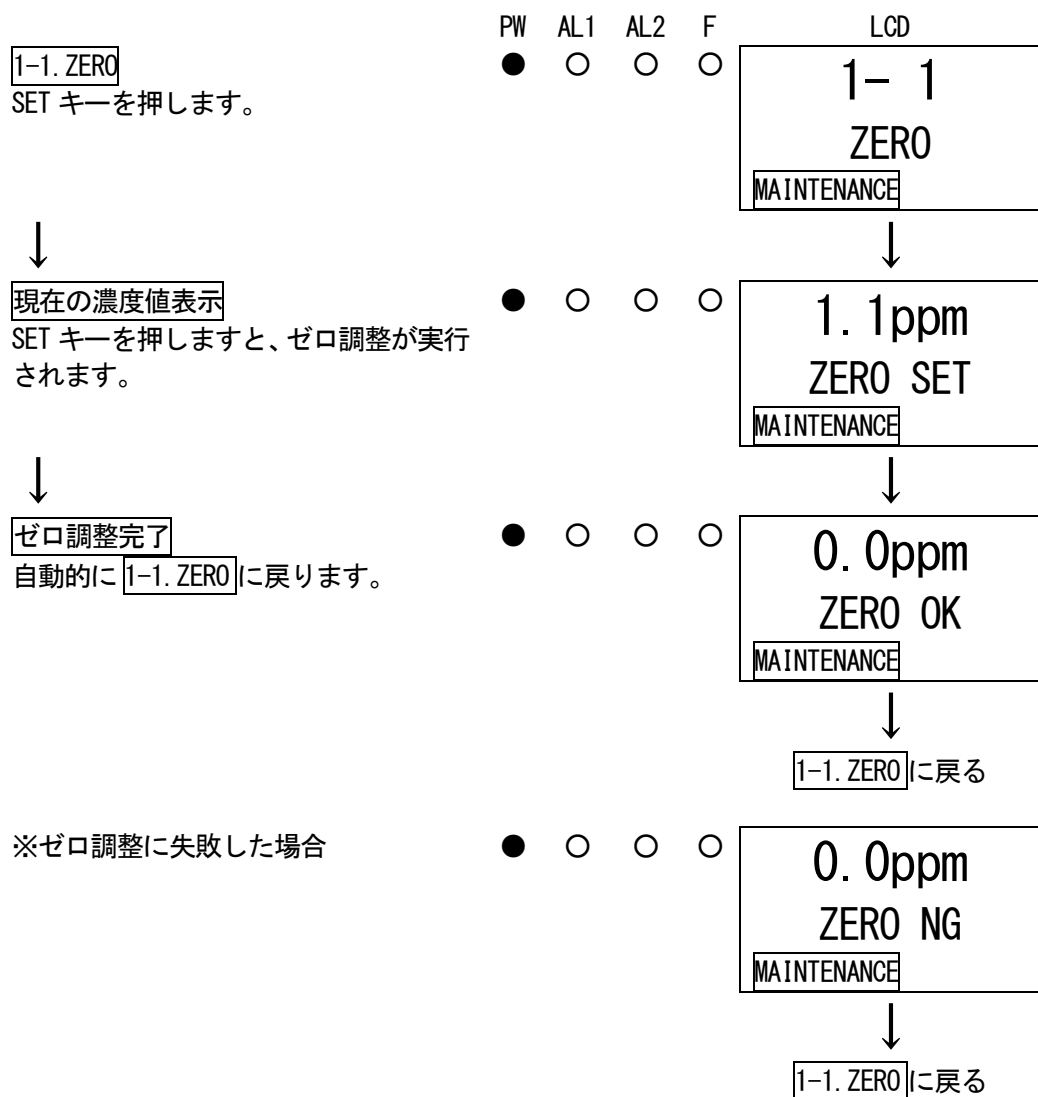 PW AL1 AL2 F LCD
1-1.ZERO ● ○ ○ ○
SET キーを押します。
1- 1
ZERO
MAINTENANCE
↓ ↓
現在の濃度値表示 ● ○ ○ ○
SET キーを押しますと、ゼロ調整が実行
されます。
1.1ppm
ZERO SET
MAINTENANCE
↓ ↓
ゼロ調整完了 ● ○ ○ ○
自動的に 1-1.ZERO に戻ります。
0.0ppm
ZERO OK
MAINTENANCE
↓
1-1.ZERO に戻る
※ゼロ調整に失敗した場合 ● ○ ○ ○
0.0ppm
ZERO NG
MAINTENANCE
↓
1-1.ZERO に戻る